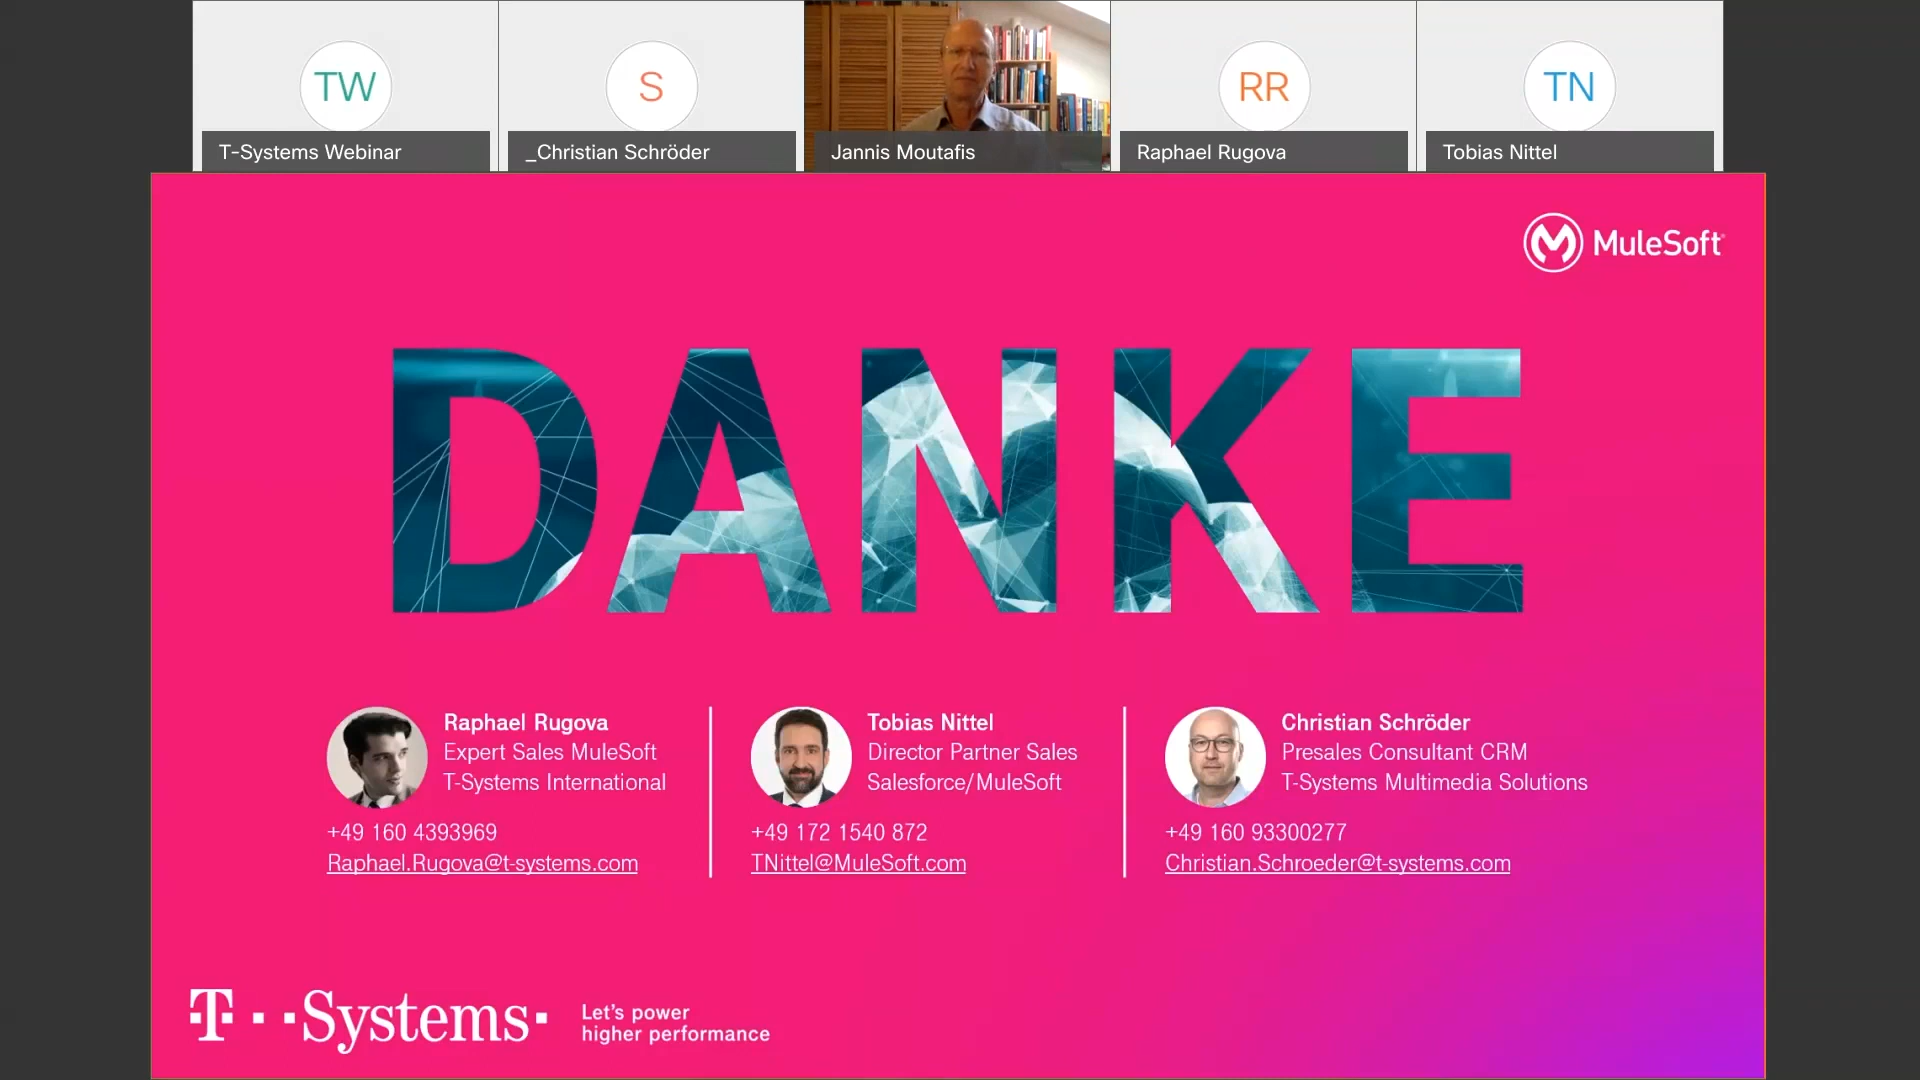 TW
S
RR
TN
T-Systems Webinar
_Christian Schröder
Jannis Moutafis
Raphael Rugova
Tobias Nittel
MuleSoft
DANKE
Raphael Rugova
Expert Sales MuleSoft
T-Systems International
+49 160 4393969
Raphael.Rugova@t-systems.com
Tobias Nittel
Director Partner Sales
Salesforce/MuleSoft
+49 172 1540 872
TNittel@MuleSoft.com
Christian Schröder
Presales Consultant CRM
T-Systems Multimedia Solutions
+49 160 93300277
Christian.Schroeder@t-systems.com
T··Systems·
Let's power
higher performance